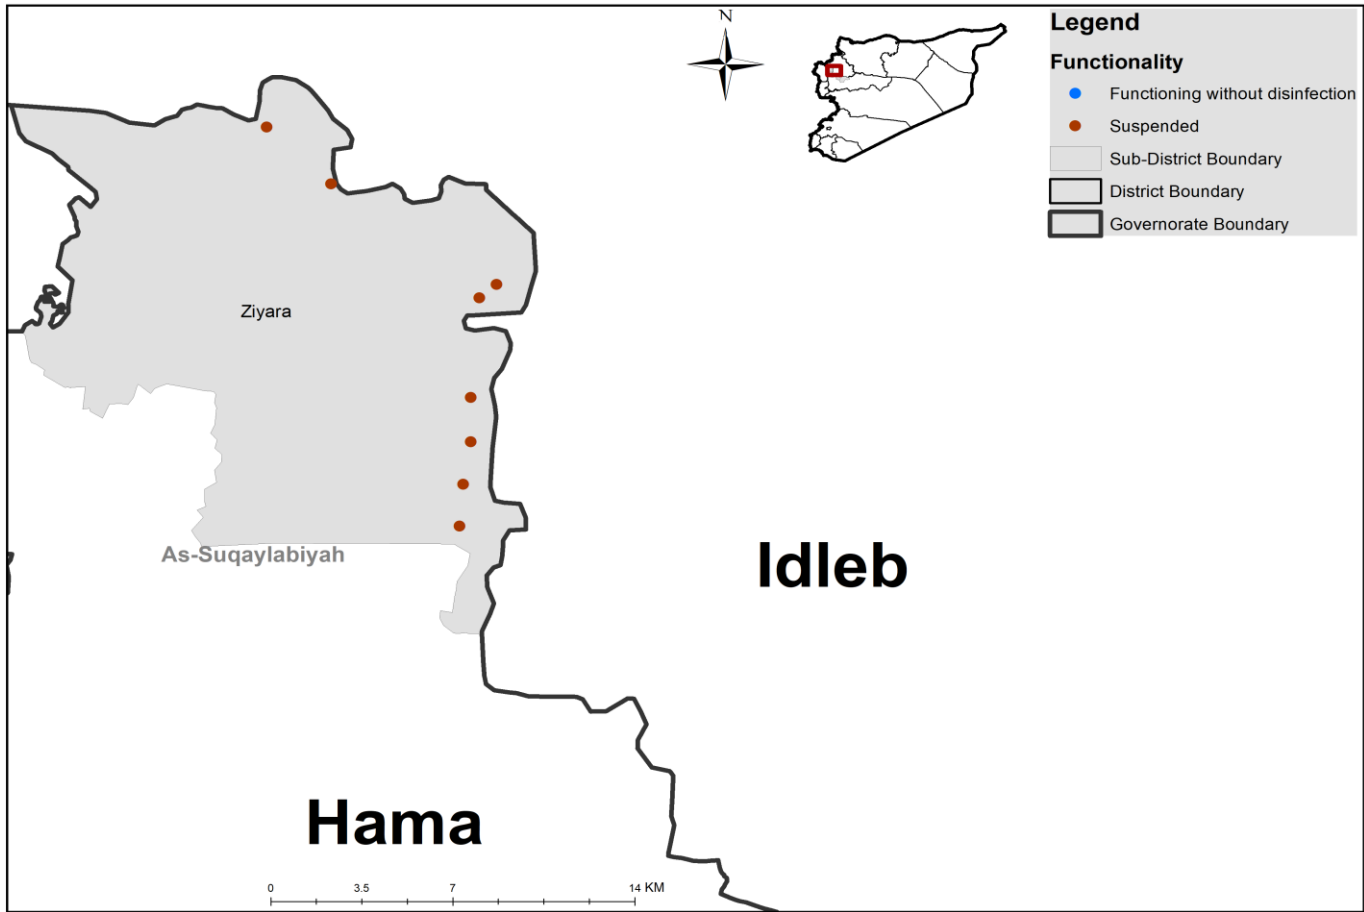 N
Legend
Functionality
Functioning without disinfection
Suspended
Sub-District Boundary
District Boundary
Governorate Boundary
Ziyara
As-Suqaylabiyah
Idleb
Hama
0 3.5 7 14 KM